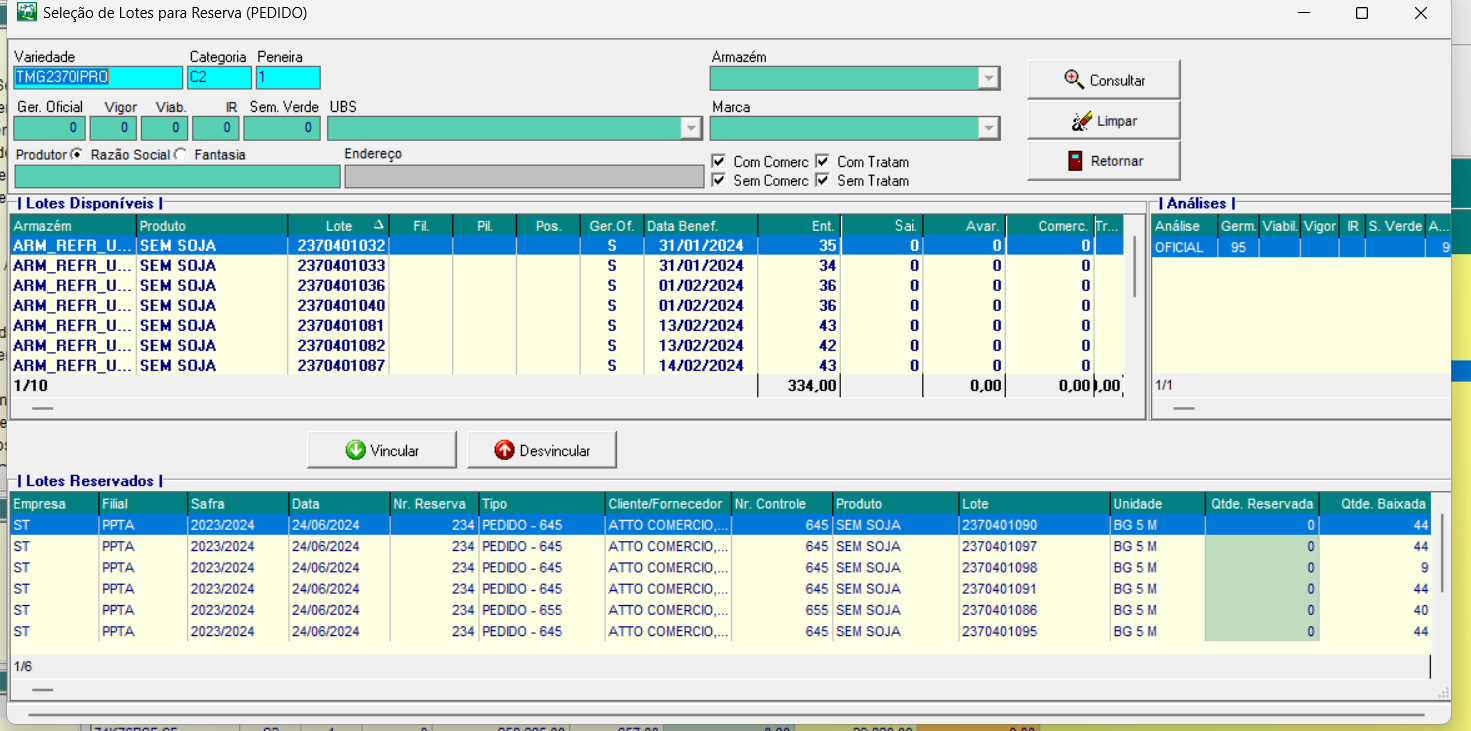 Seleção de Lotes para Reserva (PEDIDO)
Variedade Categoria Peneira Armazém
TMG2370IPRO C2 1
Consultar
Ger. Oficial Vigor Viab. IR Sem. Verde UBS Marca
0 0 0 0 0
Limpar
Produtor Razão Social Fantasia Endereço
Com Comerc Com Tratam
Sem Comerc Sem Tratam
Retornar
Lotes Disponíveis
Armazém Produto Lote Fil. Pil. Pos. Ger.Of. Data Benef. Ent. Sai. Avar. Comerc. Tr...
ARM_REFR_U... SEM SOJA 2370401032 S 31/01/2024 35 0 0 0
ARM_REFR_U... SEM SOJA 2370401033 S 31/01/2024 34 0 0 0
ARM_REFR_U... SEM SOJA 2370401036 S 01/02/2024 36 0 0 0
ARM_REFR_U... SEM SOJA 2370401040 S 01/02/2024 36 0 0 0
ARM_REFR_U... SEM SOJA 2370401081 S 13/02/2024 43 0 0 0
ARM_REFR_U... SEM SOJA 2370401082 S 13/02/2024 42 0 0 0
ARM_REFR_U... SEM SOJA 2370401087 S 14/02/2024 43 0 0 0
1/10 334,00 0,00 0,00 ,00
Análises
Análise Germ. Viabil. Vigor IR S. Verde A...
OFICIAL 95 9
1/1
Vincular Desvincular
Lotes Reservados
Empresa Filial Safra Data Nr. Reserva Tipo Cliente/Fornecedor Nr. Controle Produto Lote Unidade Qtde. Reservada Qtde. Baixada
ST PPTA 2023/2024 24/06/2024 234 PEDIDO - 645 ATTO COMERCIO,... 645 SEM SOJA 2370401090 BG 5 M 0 44
ST PPTA 2023/2024 24/06/2024 234 PEDIDO - 645 ATTO COMERCIO,... 645 SEM SOJA 2370401097 BG 5 M 0 44
ST PPTA 2023/2024 24/06/2024 234 PEDIDO - 645 ATTO COMERCIO,... 645 SEM SOJA 2370401098 BG 5 M 0 9
ST PPTA 2023/2024 24/06/2024 234 PEDIDO - 645 ATTO COMERCIO,... 645 SEM SOJA 2370401091 BG 5 M 0 44
ST PPTA 2023/2024 24/06/2024 234 PEDIDO - 655 ATTO COMERCIO,... 655 SEM SOJA 2370401086 BG 5 M 0 40
ST PPTA 2023/2024 24/06/2024 234 PEDIDO - 645 ATTO COMERCIO,... 645 SEM SOJA 2370401095 BG 5 M 0 44
1/6